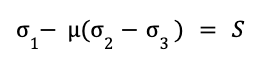 σ₁− μ(σ₂ − σ₃ ) = S